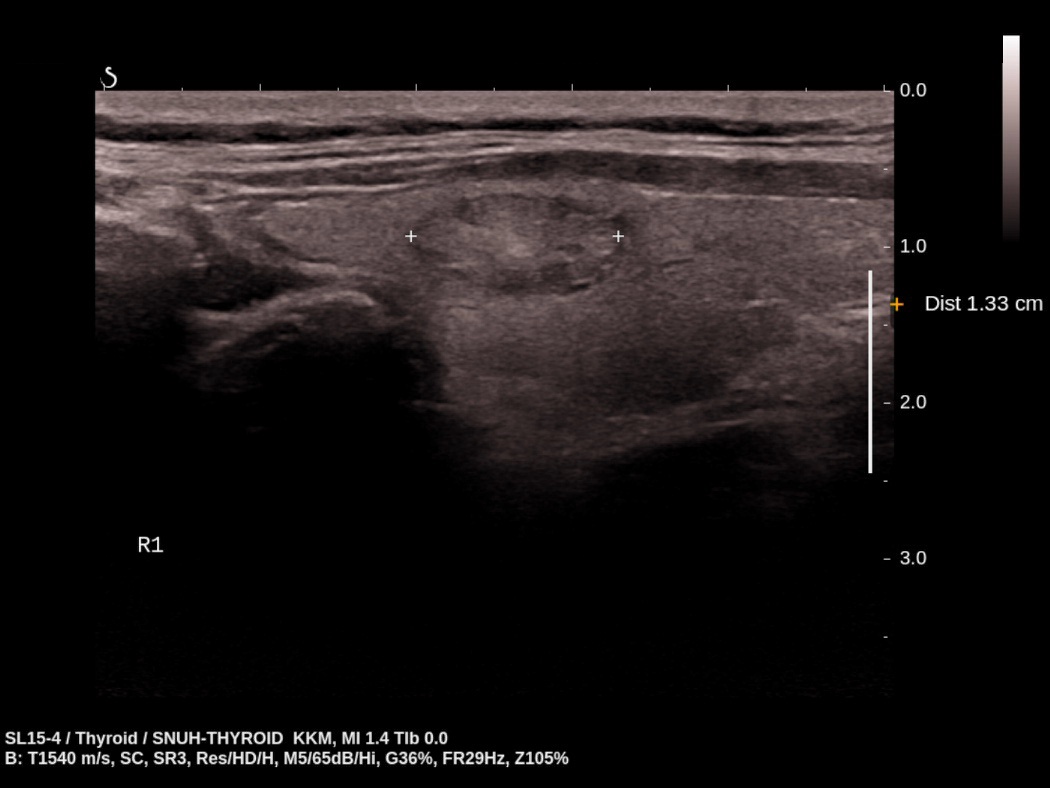 S
0.0
1.0
Dist 1.33 cm
2.0
R1
3.0
SL15-4 / Thyroid / SNUH-THYROID KKM, MI 1.4 TIb 0.0
B: T1540 m/s, SC, SR3, Res/HD/H, M5/65dB/Hi, G36%, FR29Hz, Z105%